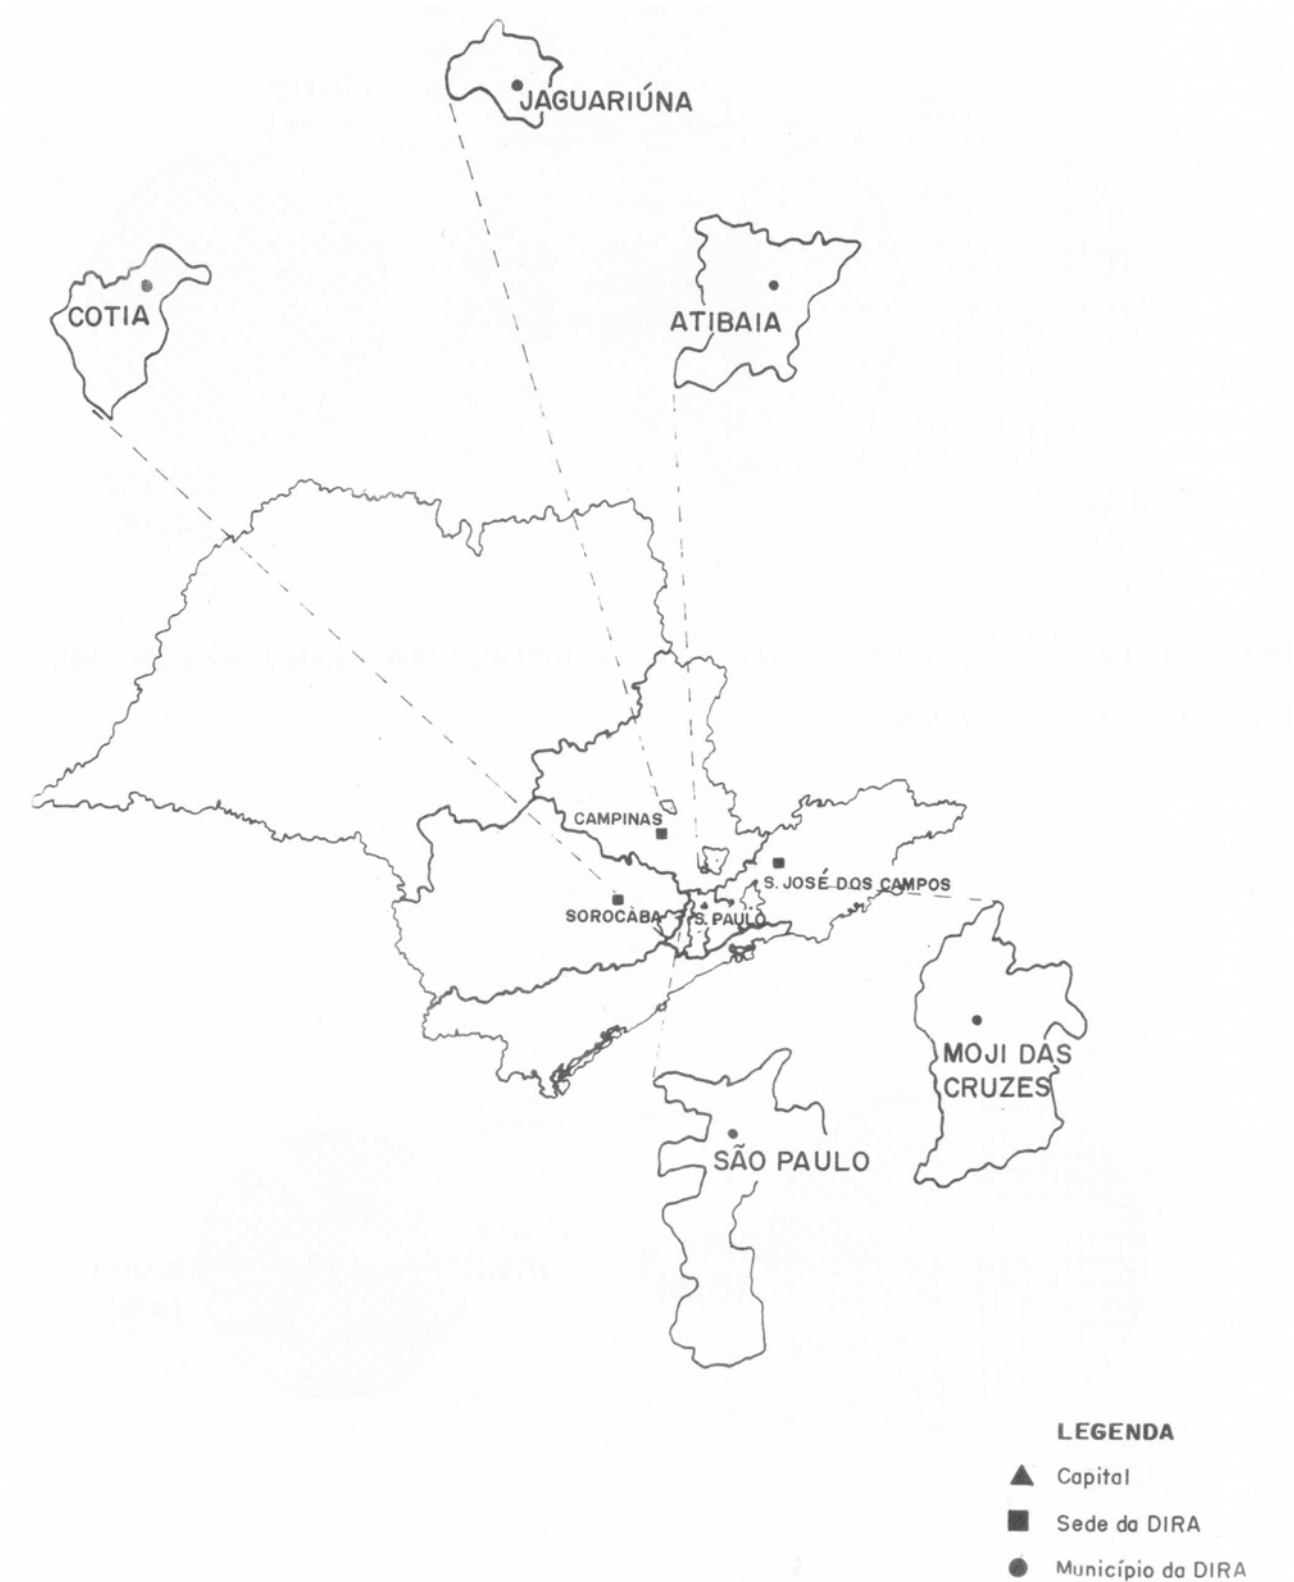 JAGUARIÚNA
COTIA
ATIBAIA
CAMPINAS
S. JOSÉ DOS CAMPOS
SOROCÀBA
S. PAULO
MOJI DAS
CRUZES
SÃO PAULO
LEGENDA
Capital
Sede da DIRA
Município da DIRA